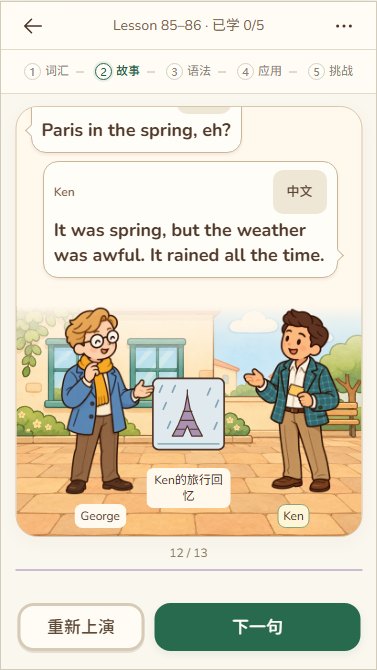 Lesson 85–86 · 已学 0/5
1 词汇 – 2 故事 – 3 语法 – 4 应用 – 5 挑战
Paris in the spring, eh?
Ken
中文
It was spring, but the weather
was awful. It rained all the time.
Ken的旅行回
忆
George
Ken
12 / 13
重新上演
下一句